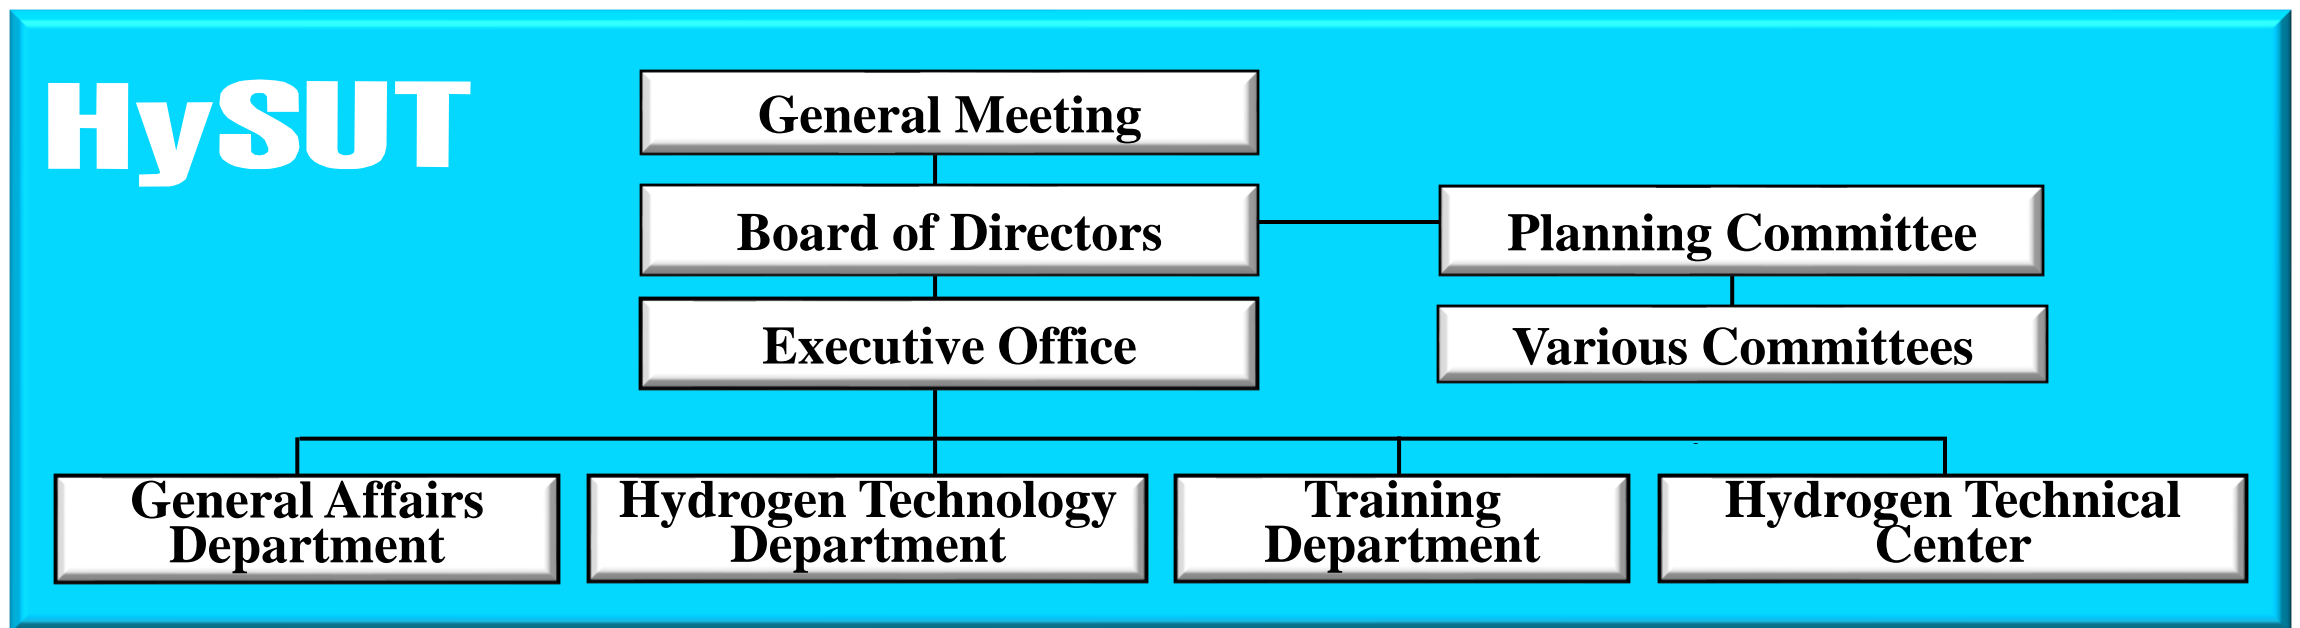 HySUT
General Meeting
Board of Directors
Planning Committee
Executive Office
Various Committees
General Affairs
Department
Hydrogen Technology
Department
Training
Department
Hydrogen Technical
Center